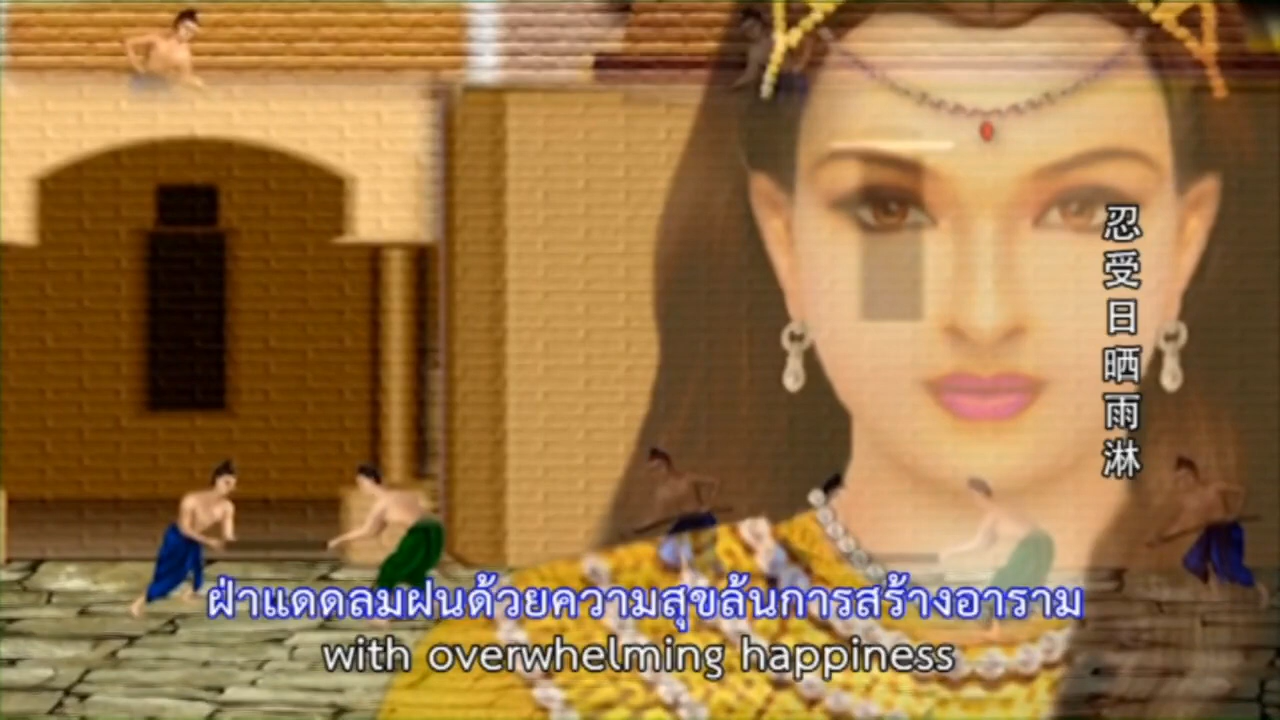 忍受日晒雨淋
ฝ่าแดดลมฝนด้วยความสุขล้นการสร้างอาราม
with overwhelming happiness